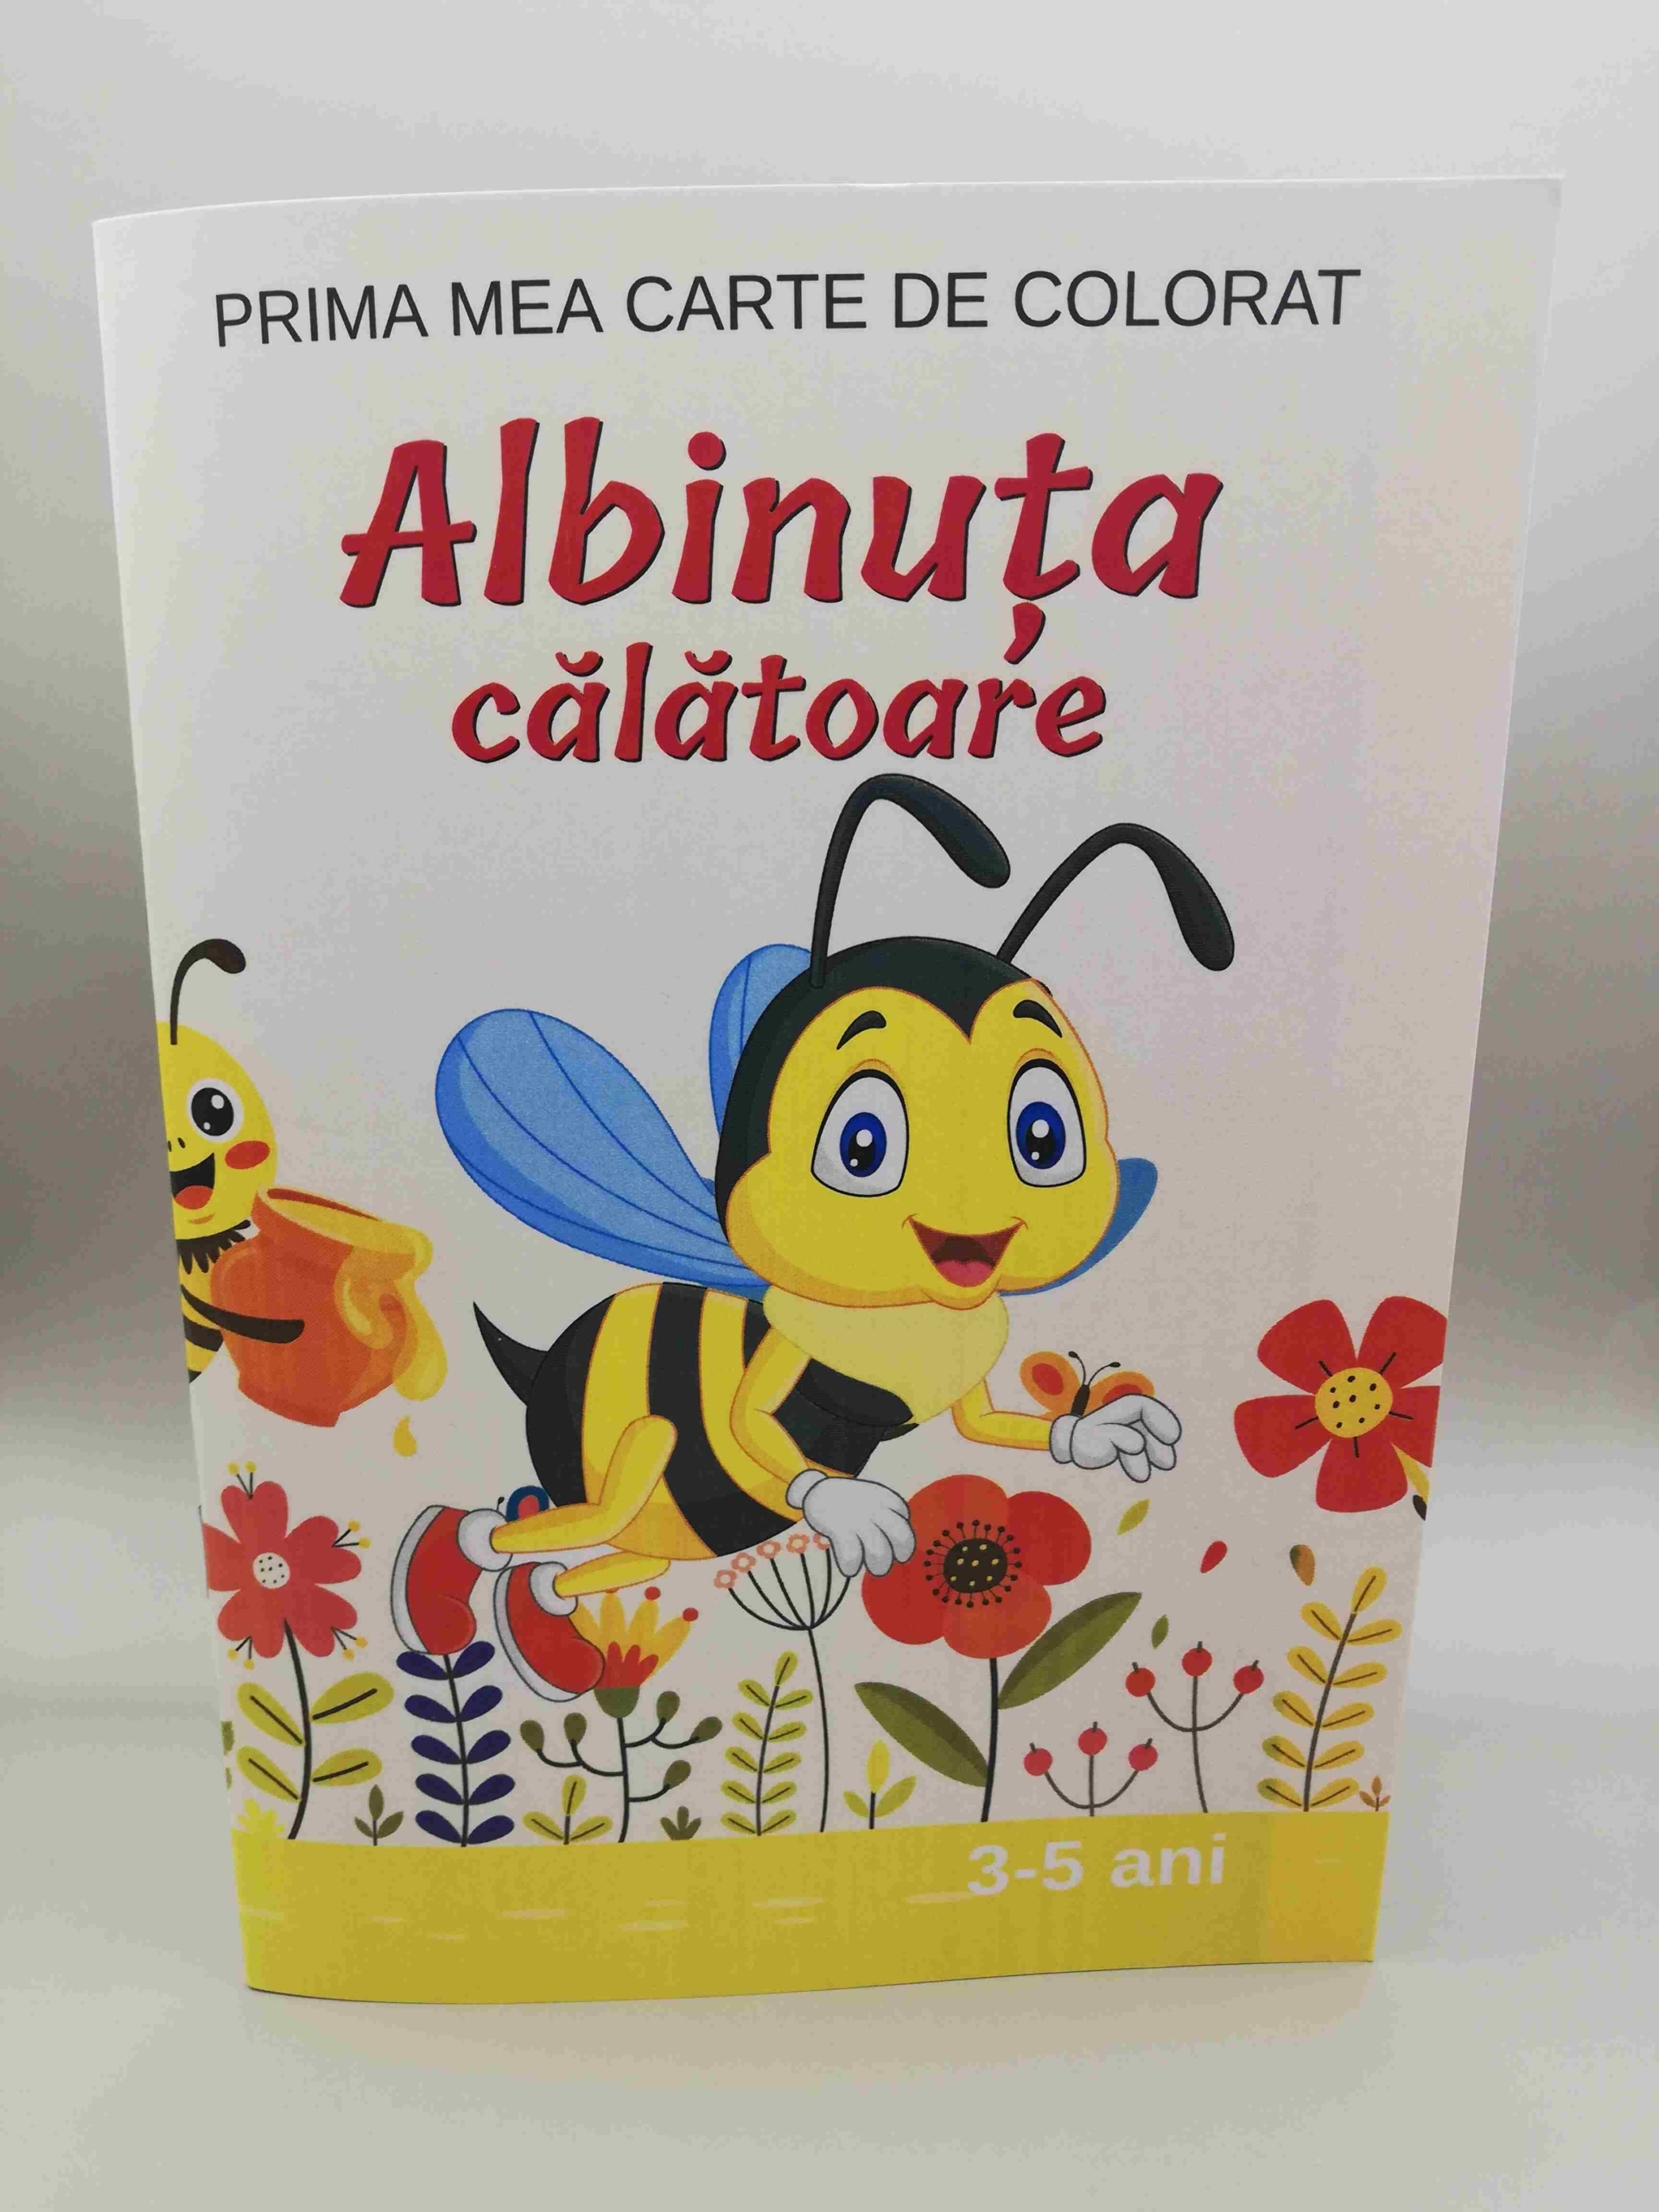 PRIMA MEA CARTE DE COLORAT
Albinuța
călătoare
3-5 ani